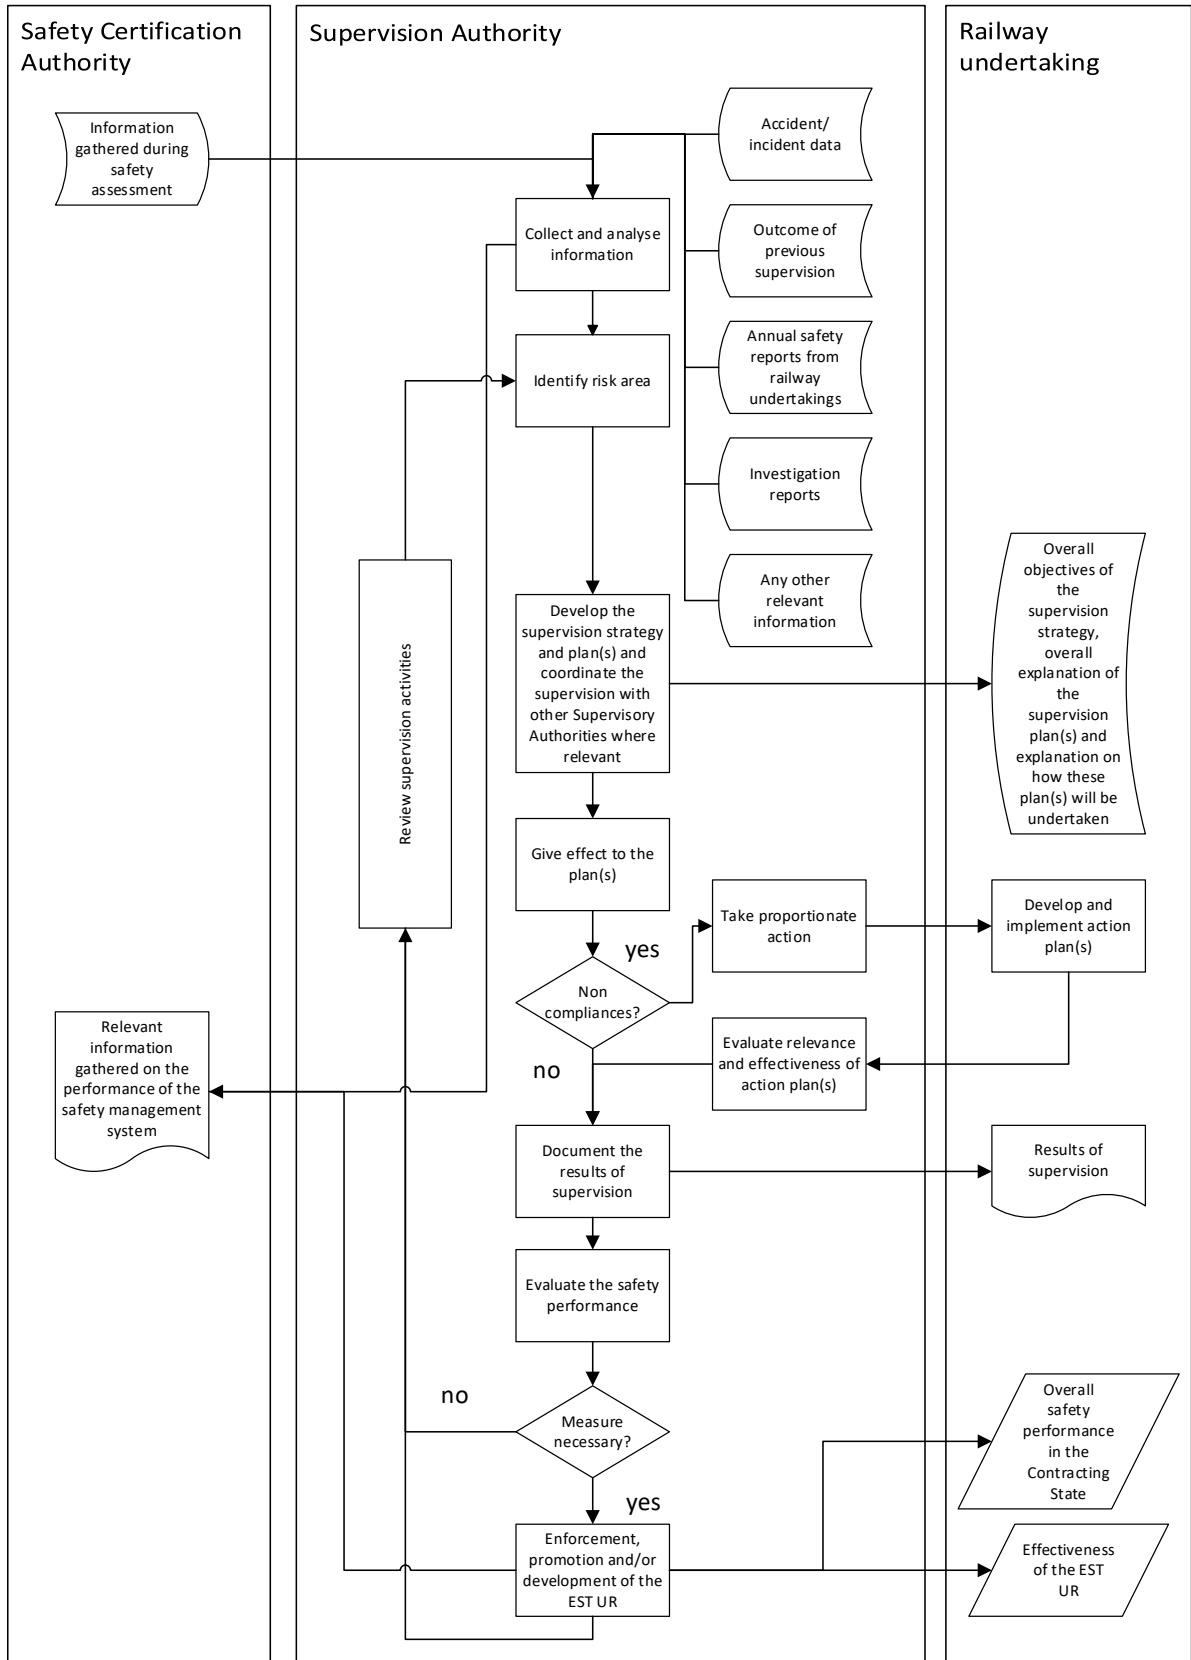 Safety Certification
Authority
Supervision Authority
Railway
undertaking
Information
gathered during
safety
assessment
Accident/
incident data
Collect and analyse
information
Outcome of
previous
supervision
Identify risk area
Annual safety
reports from
railway
undertakings
Investigation
reports
Any other
relevant
information
Develop the
supervision strategy
and plan(s) and
coordinate the
supervision with
other Supervisory
Authorities where
relevant
Overall
objectives of
the
supervision
strategy,
overall
explanation of
the
supervision
plan(s) and
explanation on
how these
plan(s) will be
undertaken
Review supervision activities
Give effect to the
plan(s)
yes
Take proportionate
action
Develop and
implement action
plan(s)
Non
compliances?
Relevant
information
gathered on the
performance of the
safety management
system
no
Evaluate relevance
and effectiveness of
action plan(s)
Document the
results of
supervision
Results of
supervision
Evaluate the safety
performance
no
Measure
necessary?
Overall
safety
performance
in the
Contracting
State
yes
Enforcement,
promotion and/or
development of the
EST UR
Effectiveness
of the EST
UR